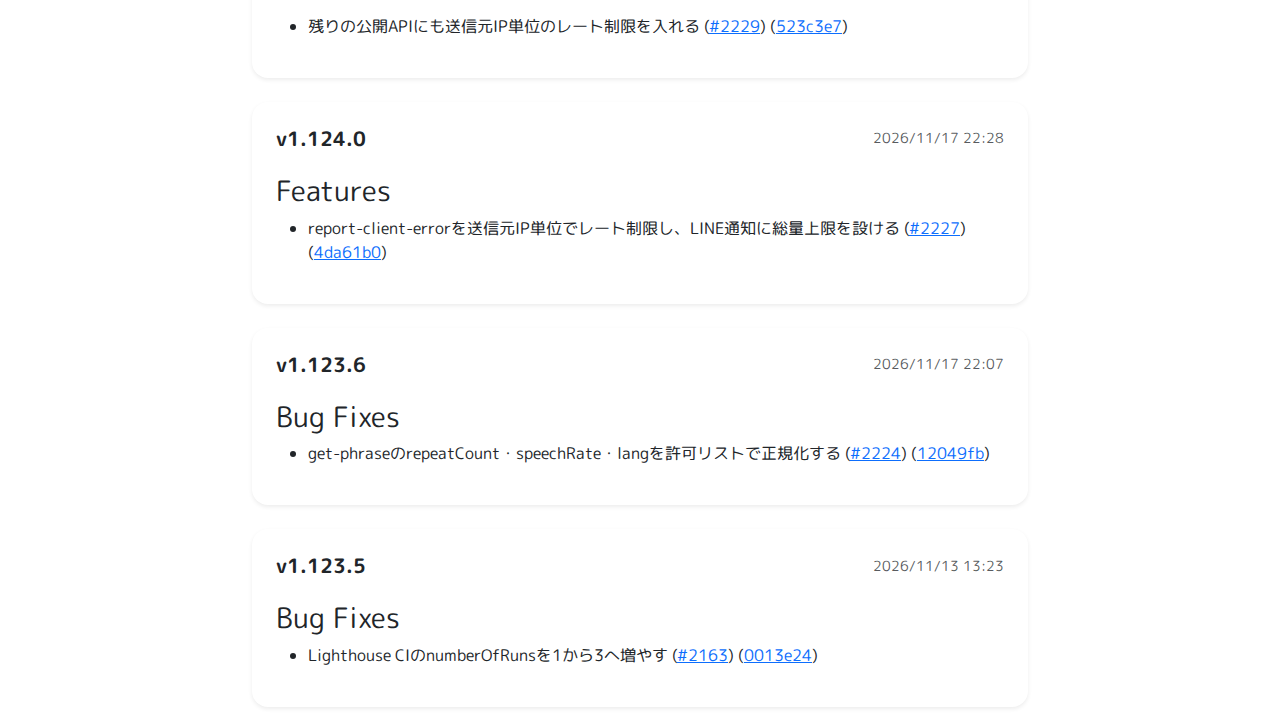 残りの公開APIにも送信元IP単位のレート制限を入れる (#2229) (523c3e7)
v1.124.0
2026/11/17 22:28
Features
report-client-errorを送信元IP単位でレート制限し、LINE通知に総量上限を設ける (#2227)
(4da61b0)
v1.123.6
2026/11/17 22:07
Bug Fixes
get-phraseのrepeatCount・speechRate・langを許可リストで正規化する (#2224) (12049fb)
v1.123.5
2026/11/13 13:23
Bug Fixes
Lighthouse CIのnumberOfRunsを1から3へ増やす (#2163) (0013e24)